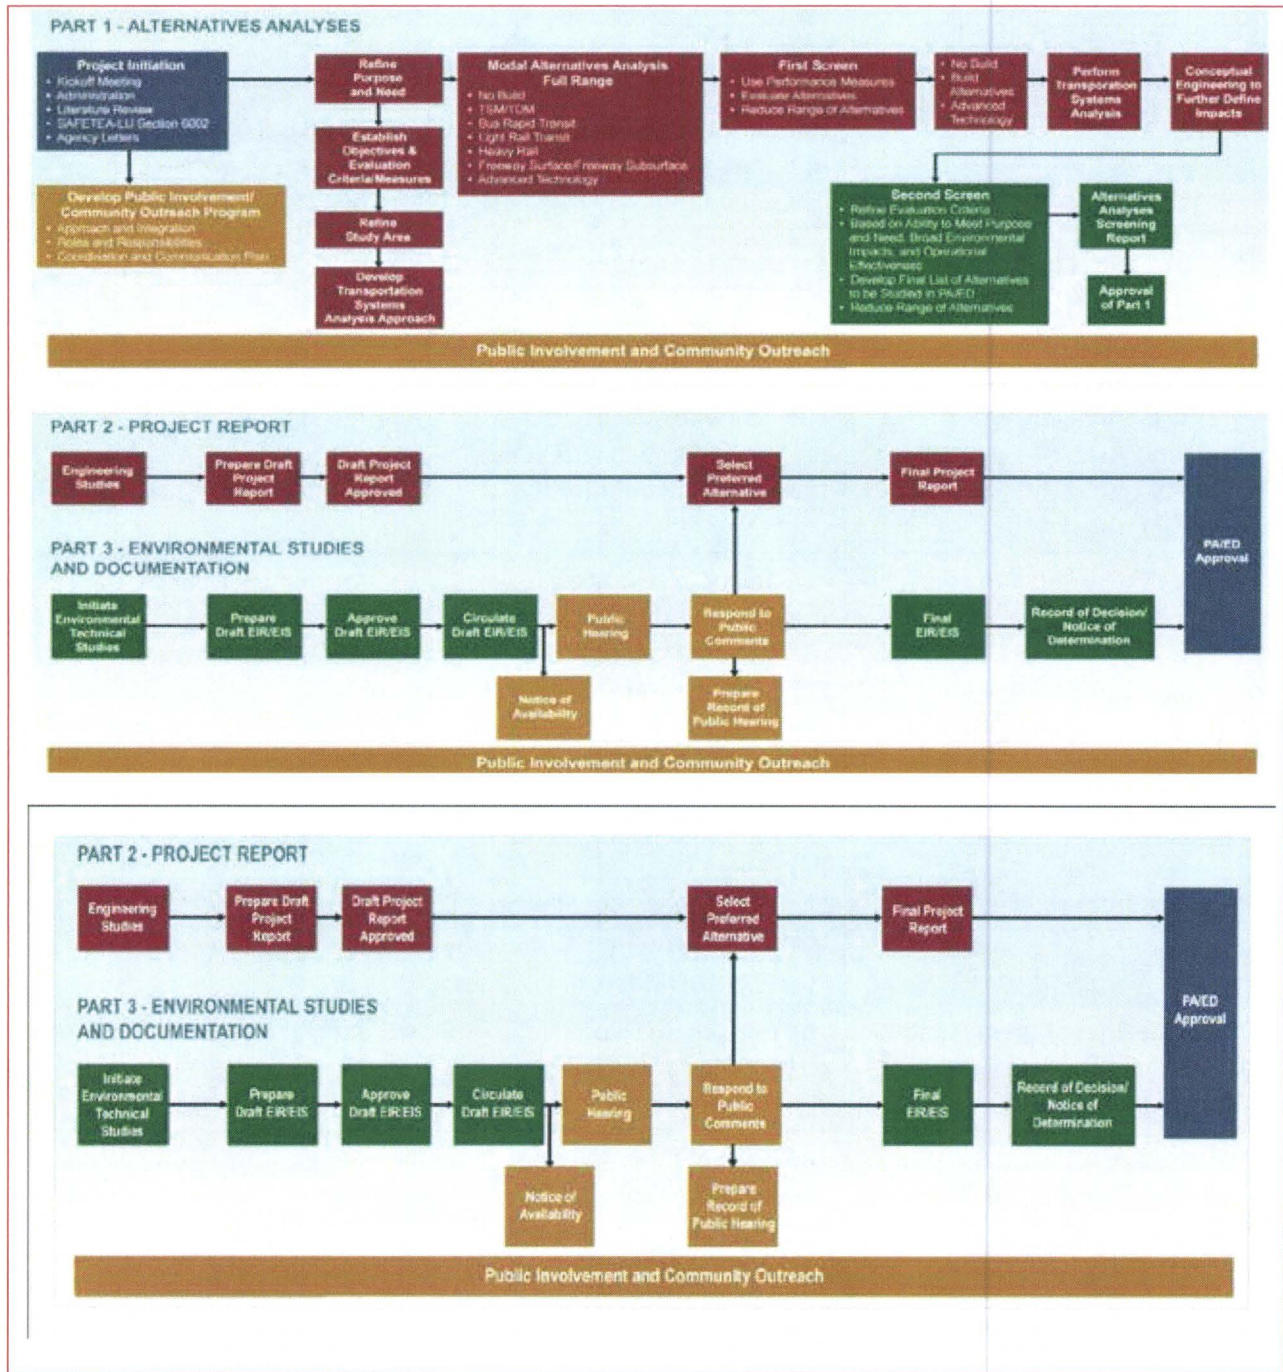 PART 1 - ALTERNATIVES ANALYSES
Project Initiation
• Kickoff Meeting
• Administration
• Literature Review
• SAFETEA-LU Section 6002
• Agency Letters
Develop Public Involvement/
Community Outreach Program
• Approach and Integration
• Roles and Responsibilities
• Coordination and Communication Plan
Refine
Purpose
and Need
Establish
Objectives &
Evaluation
Criteria/Measures
Refine
Study Area
Develop
Transportation
Systems
Analysis Approach
Modal Alternatives Analysis
Full Range
• No Build
• TSM/TDM
• Bus Rapid Transit
• Light Rail Transit
• Heavy Rail
• Freeway Surface/Freeway Subsurface
• Advanced Technology
First Screen
• Use Performance Measures
• Evaluate Alternatives
• Reduce Range of Alternatives
• No Build
• Build
Alternatives
• Advanced
Technology
Perform
Transporation
Systems
Analysis
Conceptual
Engineering to
Further Define
Impacts
Second Screen
• Refine Evaluation Criteria
• Based on Ability to Meet Purpose
and Need, Broad Environmental
Impacts, and Operational
Effectiveness
• Develop Final List of Alternatives
to be Studied in PA/ED
• Reduce Range of Alternatives
Alternatives
Analyses
Screening
Report
Approval
of Part 1
Public Involvement and Community Outreach
PART 2 - PROJECT REPORT
Engineering
Studies
Prepare Draft
Project
Report
Draft Project
Report
Approved
Select
Preferred
Alternative
Final Project
Report
PA/ED
Approval
PART 3 - ENVIRONMENTAL STUDIES
AND DOCUMENTATION
Initiate
Environmental
Technical
Studies
Prepare
Draft EIR/EIS
Approve
Draft EIR/EIS
Circulate
Draft EIR/EIS
Public
Hearing
Respond to
Public
Comments
Final
EIR/EIS
Record of Decision/
Notice of
Determination
Notice of
Availability
Prepare
Record of
Public Hearing
Public Involvement and Community Outreach
PART 2 - PROJECT REPORT
Engineering
Studies
Prepare Draft
Project
Report
Draft Project
Report
Approved
Select
Preferred
Alternative
Final Project
Report
PA/ED
Approval
PART 3 - ENVIRONMENTAL STUDIES
AND DOCUMENTATION
Initiate
Environmental
Technical
Studies
Prepare
Draft EIR/EIS
Approve
Draft EIR/EIS
Circulate
Draft EIR/EIS
Public
Hearing
Respond to
Public
Comments
Final
EIR/EIS
Record of Decision/
Notice of
Determination
Notice of
Availability
Prepare
Record of
Public Hearing
Public Involvement and Community Outreach